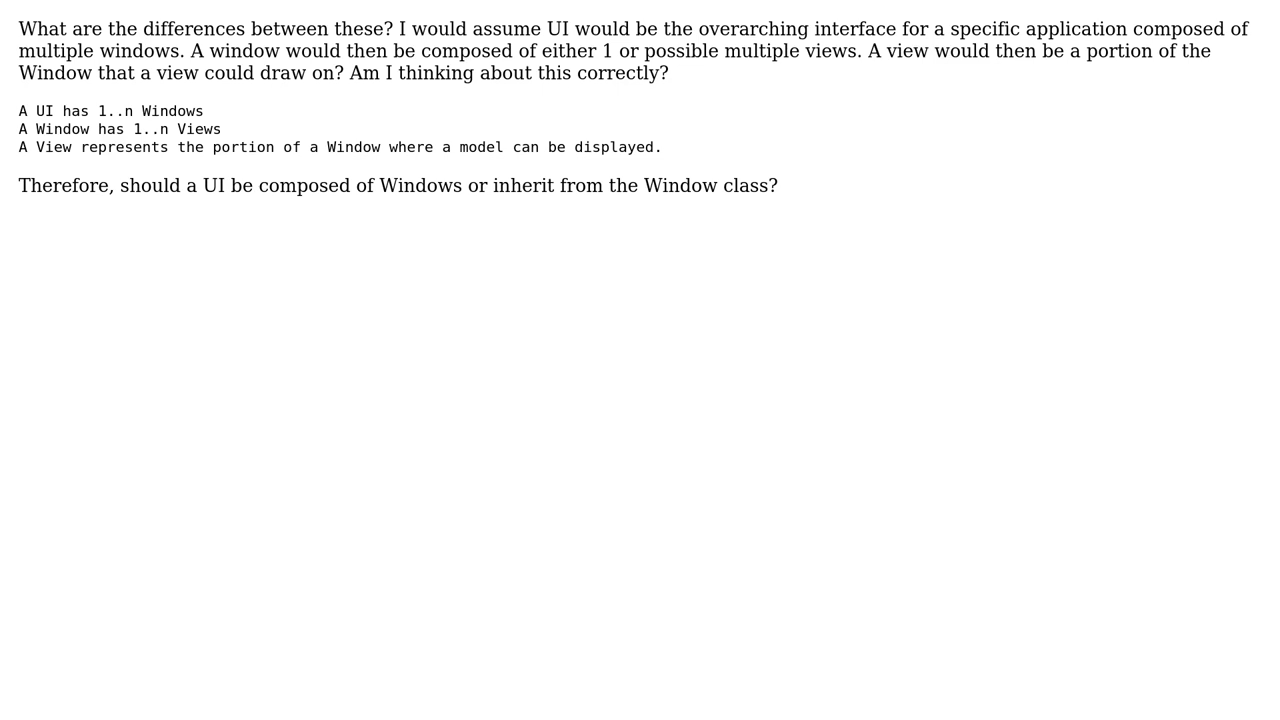 What are the differences between these? I would assume UI would be the overarching interface for a specific application composed of
multiple windows. A window would then be composed of either 1 or possible multiple views. A view would then be a portion of the
Window that a view could draw on? Am I thinking about this correctly?
A UI has 1..n Windows
A Window has 1..n Views
A View represents the portion of a Window where a model can be displayed.
Therefore, should a UI be composed of Windows or inherit from the Window class?